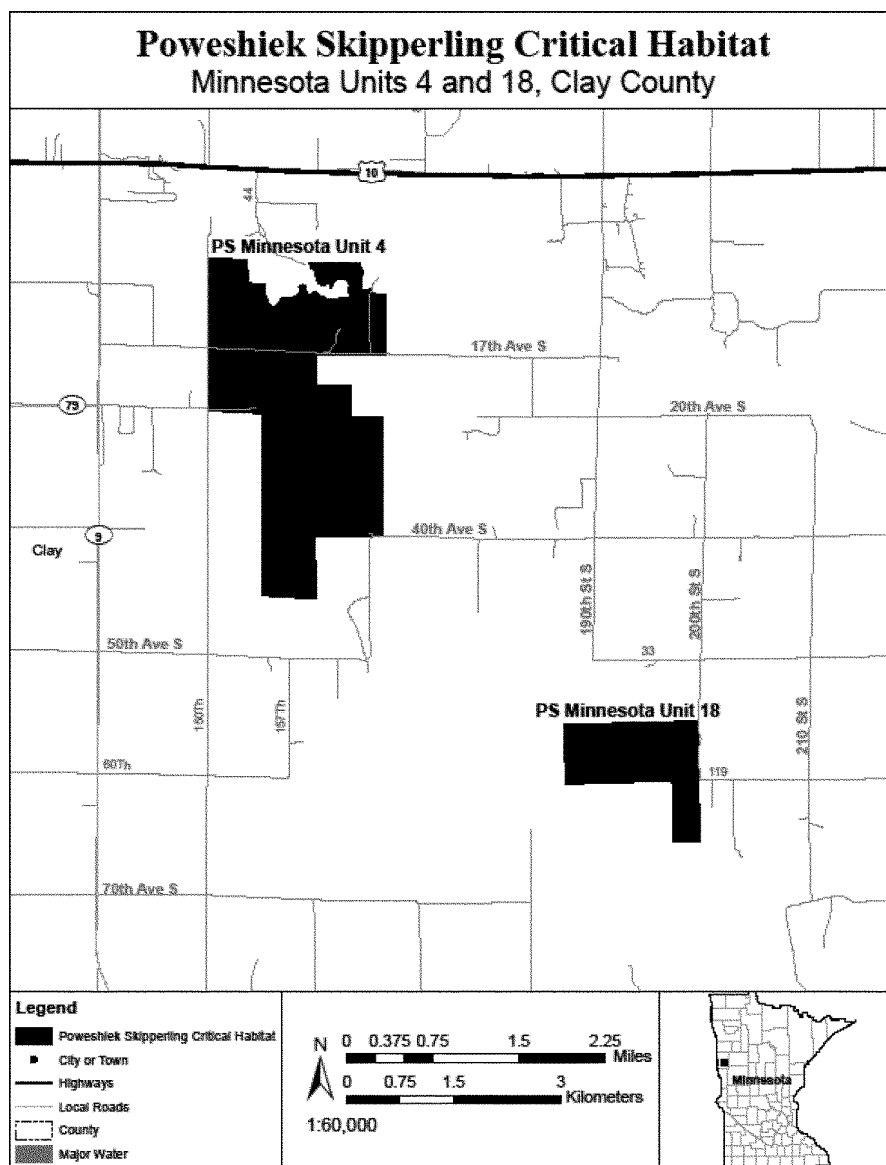 Poweshiek Skipperling Critical Habitat
Minnesota Units 4 and 18, Clay County
10
44
PS Minnesota Unit 4
17th Ave S
79
20th Ave S
9
Clay
40th Ave S
190th St S
200th St S
50th Ave S
33
150Th
157Th
PS Minnesota Unit 18
210 St S
60Th
119
70th Ave S
Legend
Poweshiek Skipperling Critical Habitat
City or Town
Highways
Local Roads
County
Major Water
N
0 0.375 0.75 1.5 2.25
Miles
0 0.75 1.5 3
Kilometers
1:60,000
Minnesota